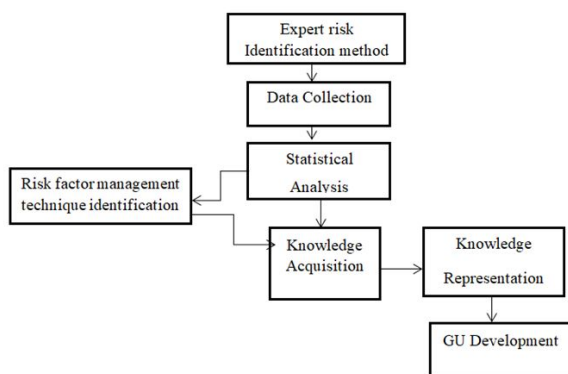 Expert risk
Identification method
Data Collection
Statistical
Analysis
Risk factor management
technique identification
Knowledge
Acquisition
Knowledge
Representation
GU Development